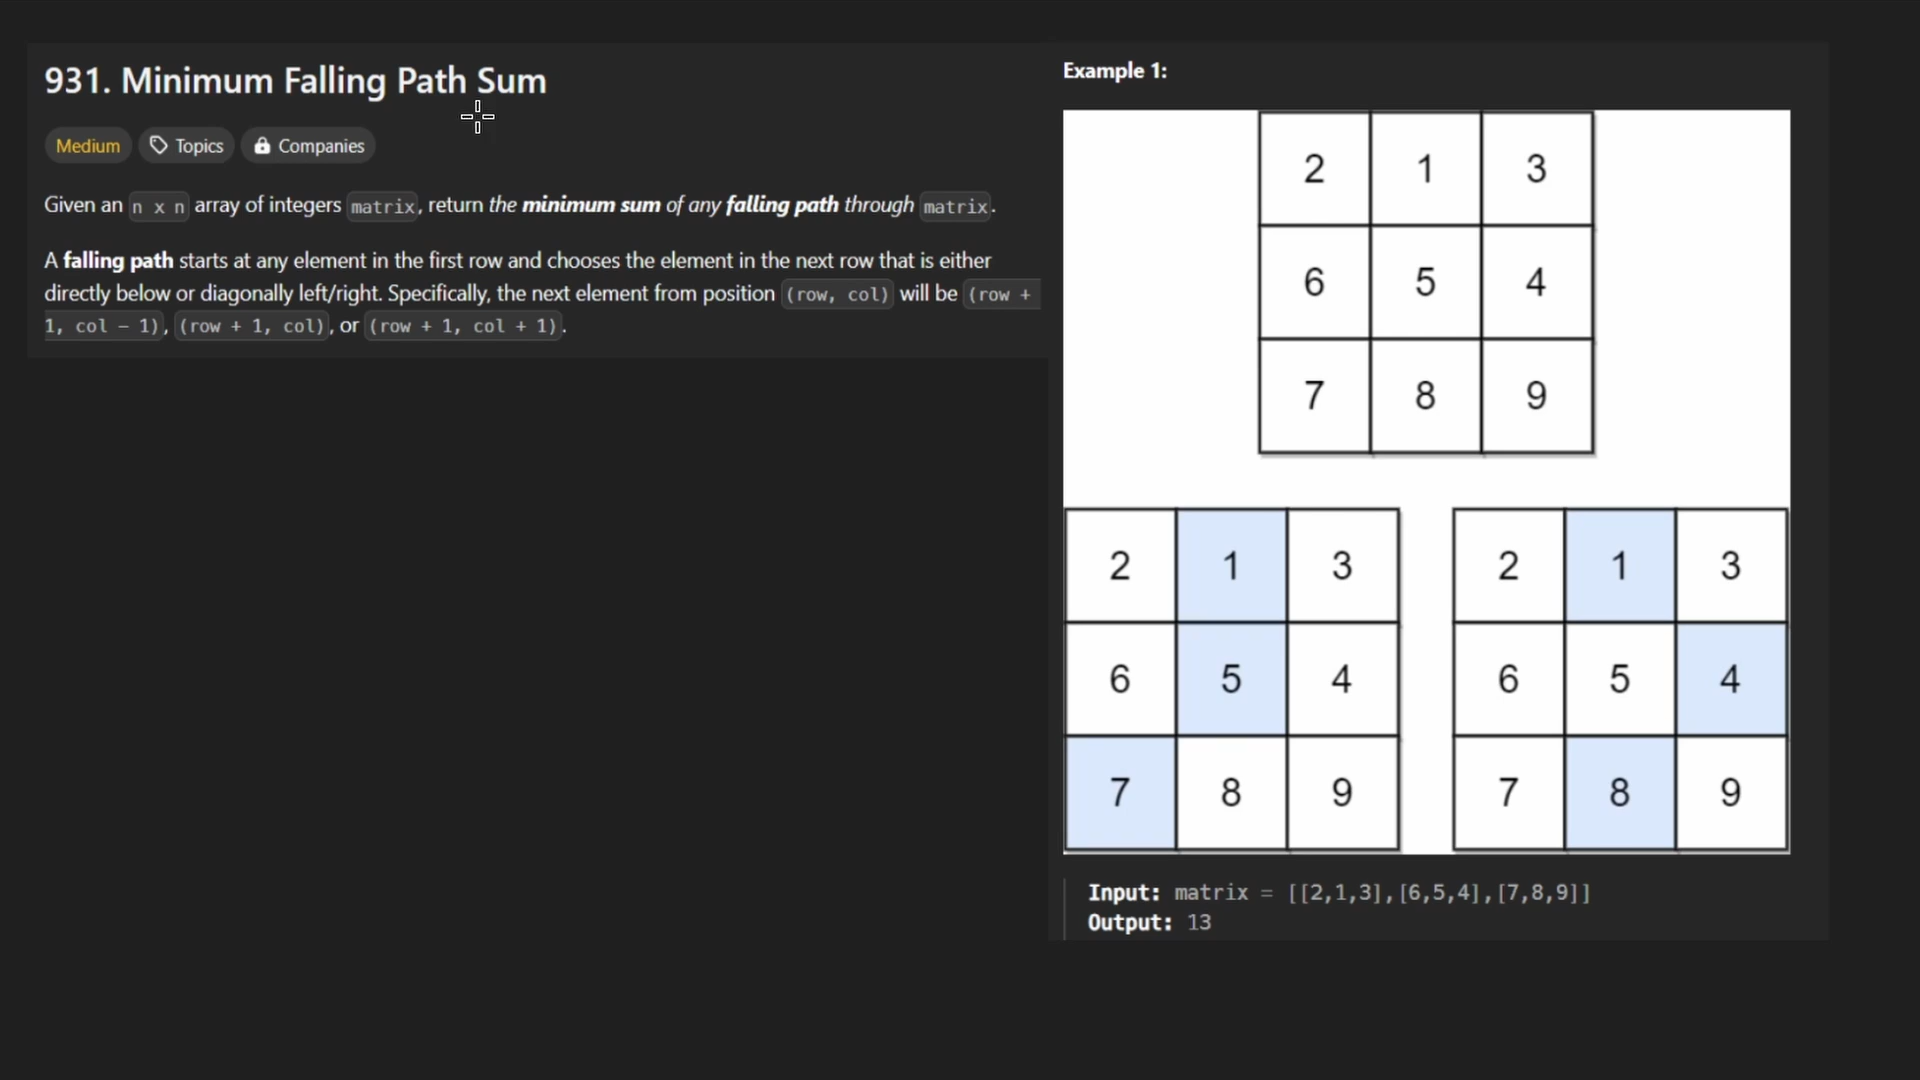 931. Minimum Falling Path Sum
Medium Topics Companies
Given an n x n array of integers matrix, return the minimum sum of any falling path through matrix.
A falling path starts at any element in the first row and chooses the element in the next row that is either
directly below or diagonally left/right. Specifically, the next element from position (row, col) will be (row +
1, col - 1), (row + 1, col), or (row + 1, col + 1).
Example 1:
2 1 3
6 5 4
7 8 9
2 1 3
6 5 4
7 8 9
2 1 3
6 5 4
7 8 9
Input: matrix = [[2,1,3],[6,5,4],[7,8,9]]
Output: 13